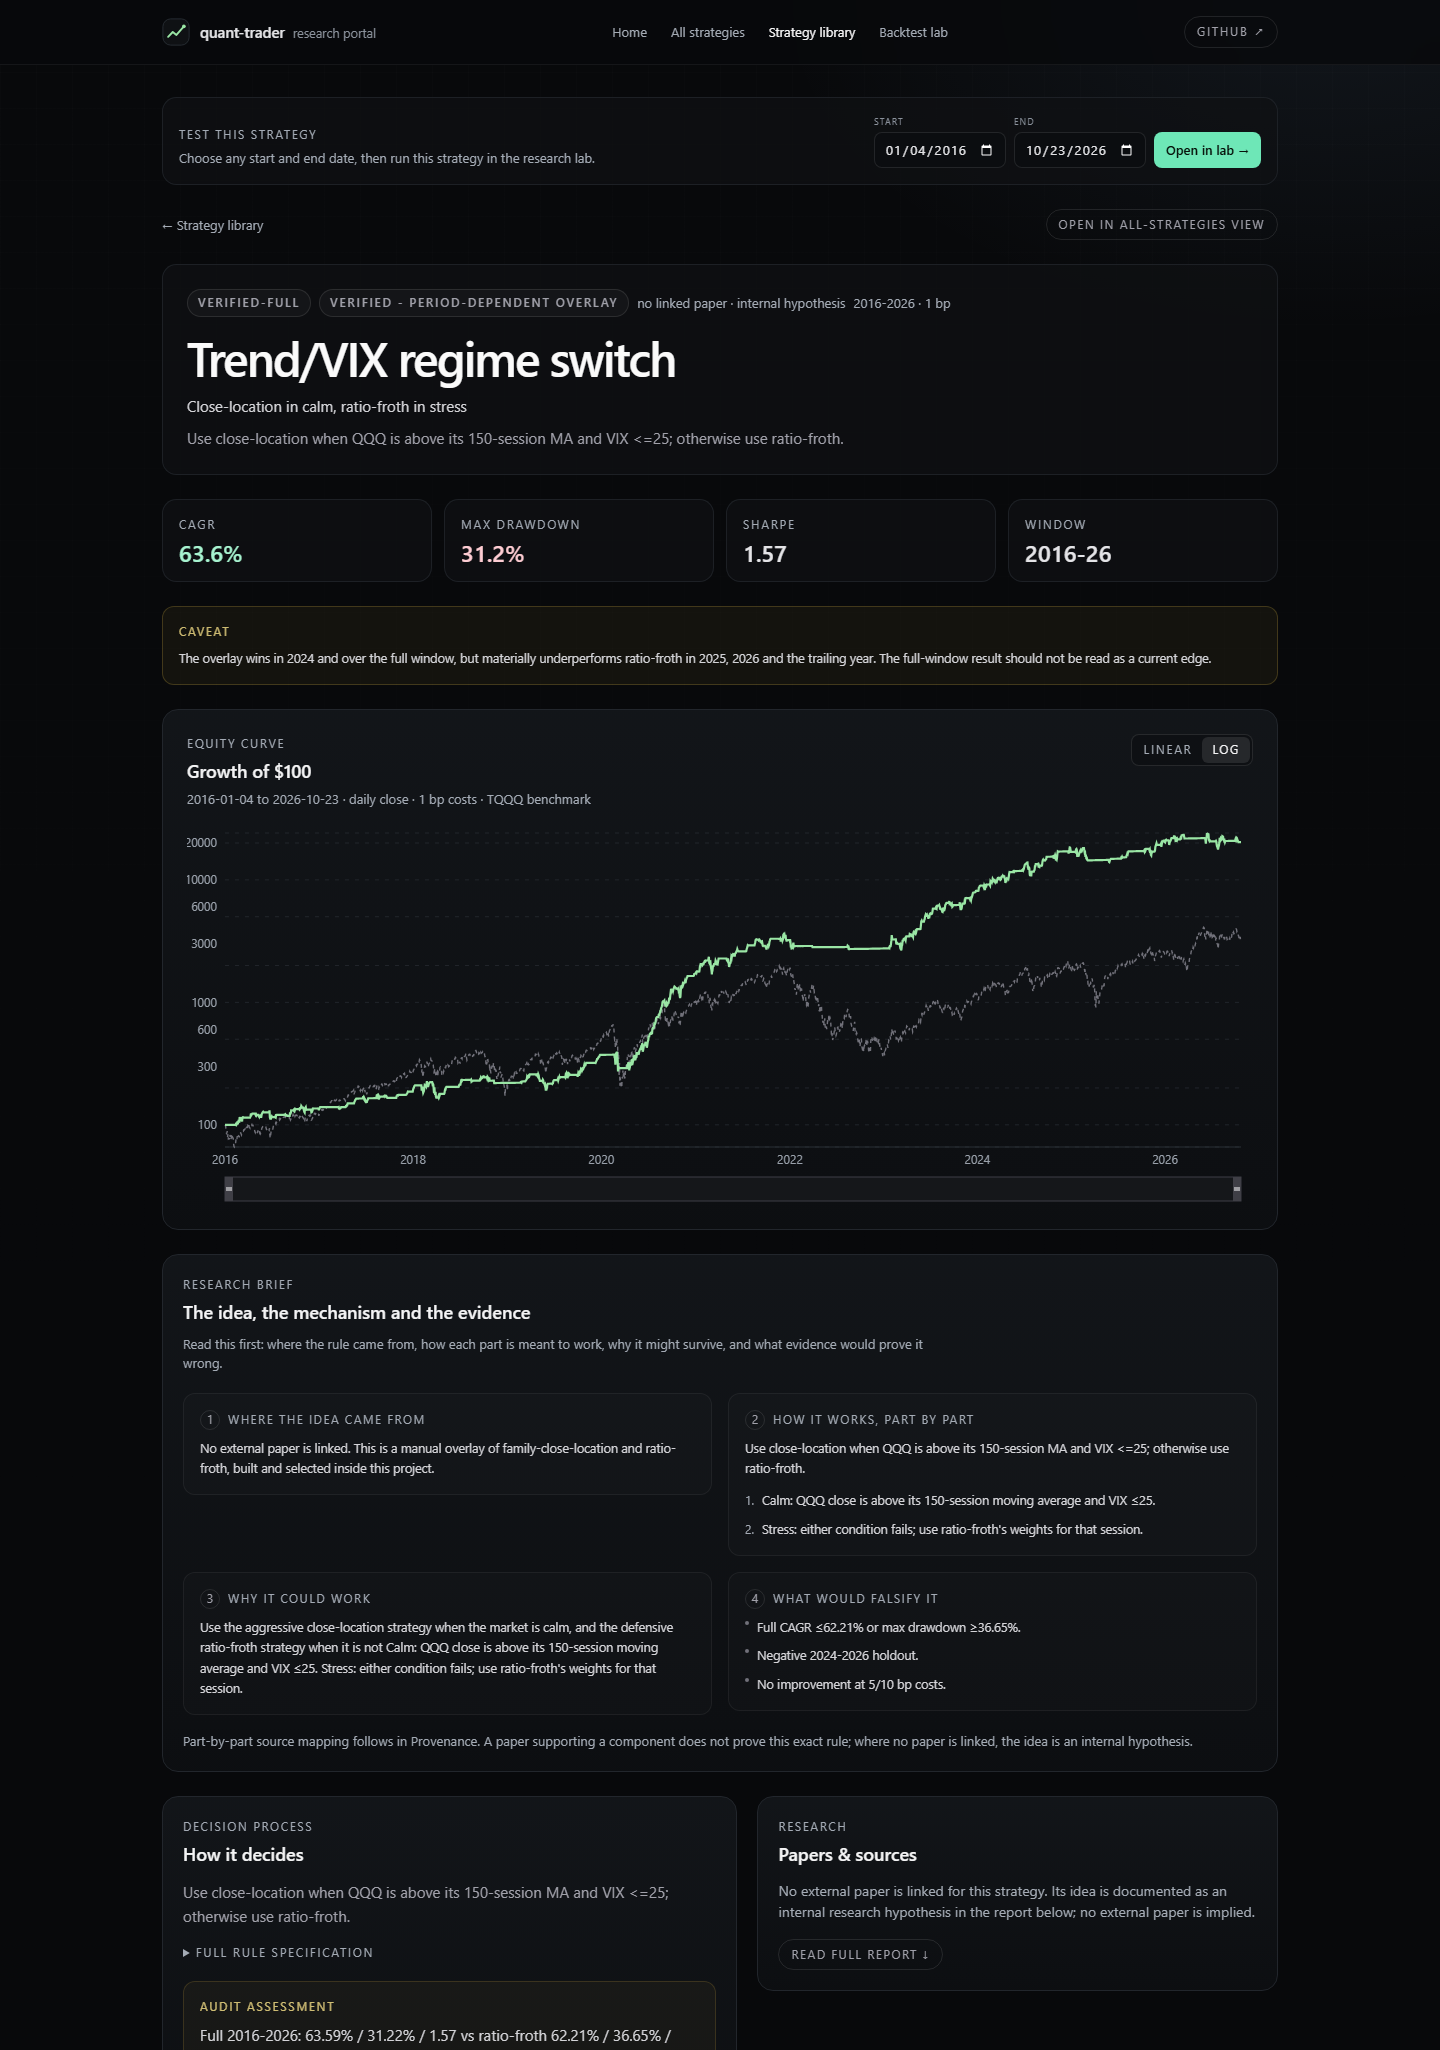 quant-trader research portal
Home
All strategies
Strategy library
Backtest lab
GITHUB ↗
TEST THIS STRATEGY
Choose any start and end date, then run this strategy in the research lab.
START
01/04/2016
END
10/23/2026
Open in lab →
← Strategy library
OPEN IN ALL-STRATEGIES VIEW
VERIFIED-FULL
VERIFIED - PERIOD-DEPENDENT OVERLAY
no linked paper · internal hypothesis 2016-2026 · 1 bp
Trend/VIX regime switch
Close-location in calm, ratio-froth in stress
Use close-location when QQQ is above its 150-session MA and VIX <=25; otherwise use ratio-froth.
CAGR
63.6%
MAX DRAWDOWN
31.2%
SHARPE
1.57
WINDOW
2016-26
CAVEAT
The overlay wins in 2024 and over the full window, but materially underperforms ratio-froth in 2025, 2026 and the trailing year. The full-window result should not be read as a current edge.
EQUITY CURVE
Growth of $100
2016-01-04 to 2026-10-23 · daily close · 1 bp costs · TQQQ benchmark
LINEAR
LOG
20000
10000
6000
3000
1000
600
300
100
2016
2018
2020
2022
2024
2026
RESEARCH BRIEF
The idea, the mechanism and the evidence
Read this first: where the rule came from, how each part is meant to work, why it might survive, and what evidence would prove it
wrong.
1 WHERE THE IDEA CAME FROM
No external paper is linked. This is a manual overlay of family-close-location and ratio-
froth, built and selected inside this project.
2 HOW IT WORKS, PART BY PART
Use close-location when QQQ is above its 150-session MA and VIX <=25; otherwise use
ratio-froth.
1. Calm: QQQ close is above its 150-session moving average and VIX ≤25.
2. Stress: either condition fails; use ratio-froth's weights for that session.
3 WHY IT COULD WORK
Use the aggressive close-location strategy when the market is calm, and the defensive
ratio-froth strategy when it is not Calm: QQQ close is above its 150-session moving
average and VIX ≤25. Stress: either condition fails; use ratio-froth's weights for that
session.
4 WHAT WOULD FALSIFY IT
* Full CAGR ≤62.21% or max drawdown ≥36.65%.
* Negative 2024-2026 holdout.
* No improvement at 5/10 bp costs.
Part-by-part source mapping follows in Provenance. A paper supporting a component does not prove this exact rule; where no paper is linked, the idea is an internal hypothesis.
DECISION PROCESS
How it decides
Use close-location when QQQ is above its 150-session MA and VIX <=25;
otherwise use ratio-froth.
▶ FULL RULE SPECIFICATION
AUDIT ASSESSMENT
Full 2016-2026: 63.59% / 31.22% / 1.57 vs ratio-froth 62.21% / 36.65% /
RESEARCH
Papers & sources
No external paper is linked for this strategy. Its idea is documented as an
internal research hypothesis in the report below; no external paper is implied.
READ FULL REPORT ↓